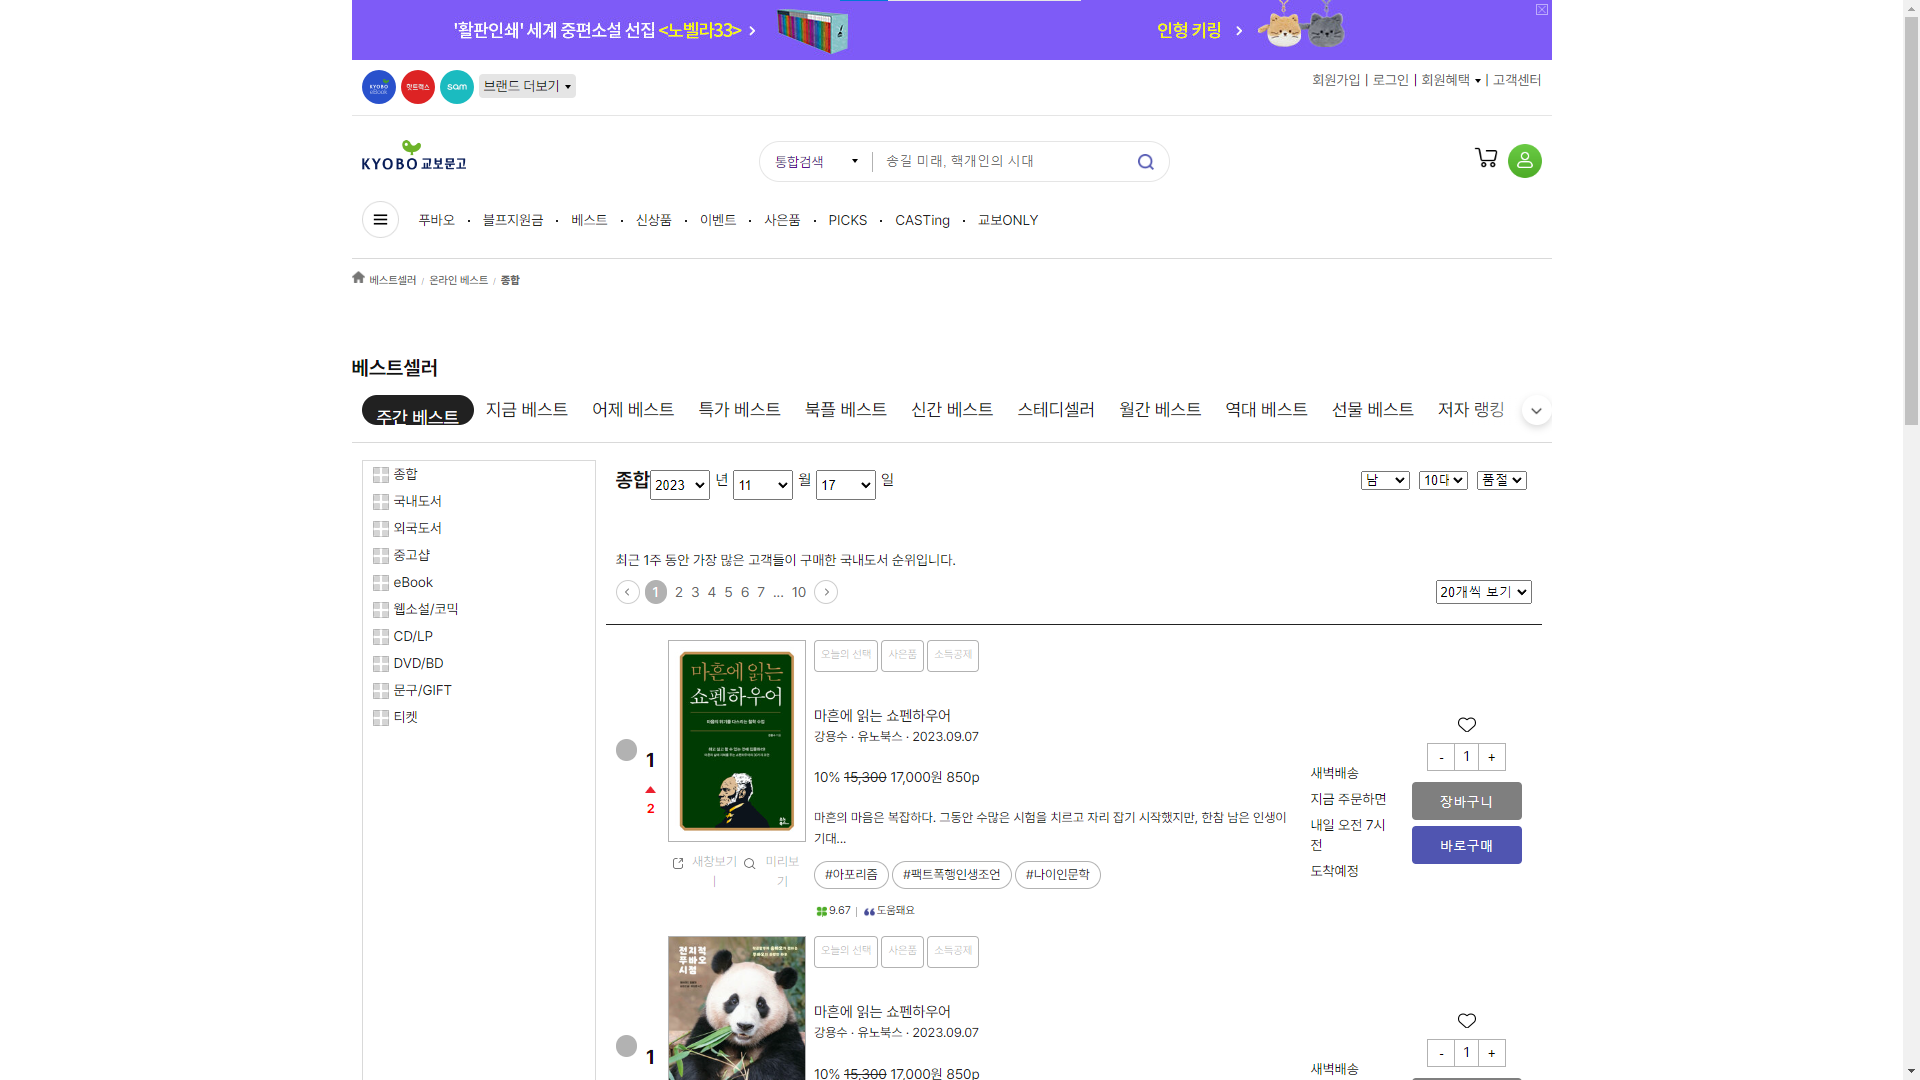 '활판인쇄' 세계 중편소설 선집 <노벨라33>
인형 키링
KYOBO
핫트랙스
sam
브랜드 더보기
회원가입 | 로그인 | 회원혜택 | 고객센터
KYOBO 교보문고
통합검색
송길 미래, 핵개인의 시대
푸바오 · 블프지원금 · 베스트 · 신상품 · 이벤트 · 사은품 · PICKS · CASTing · 교보ONLY
베스트셀러 / 온라인 베스트 / 종합
베스트셀러
주간 베스트 지금 베스트 어제 베스트 특가 베스트 북플 베스트 신간 베스트 스테디셀러 월간 베스트 역대 베스트 선물 베스트 저자 랭킹
종합
국내도서
외국도서
중고샵
eBook
웹소설/코믹
CD/LP
DVD/BD
문구/GIFT
티켓
종합 2023 년 11 월 17 일
남 10대 품절
최근 1주 동안 가장 많은 고객들이 구매한 국내도서 순위입니다.
1 2 3 4 5 6 7 ... 10
20개씩 보기
1
2
마흔에 읽는
쇼펜하우어
새창보기 |
미리보기
오늘의 선택 사은품 소득공제
마흔에 읽는 쇼펜하우어
강용수 · 유노북스 · 2023.09.07
10% 15,300 17,000원 850p
마흔의 마음은 복잡하다. 그동안 수많은 시험을 치르고 자리 잡기 시작했지만, 한참 남은 인생이
기대...
#아포리즘 #팩트폭행인생조언 #나이인문학
9.67 | 도움돼요
새벽배송
지금 주문하면
내일 오전 7시
전
도착예정
- 1 +
장바구니
바로구매
1
전지적
푸바오
시점
오늘의 선택 사은품 소득공제
마흔에 읽는 쇼펜하우어
강용수 · 유노북스 · 2023.09.07
10% 15,300 17,000원 850p
새벽배송
- 1 +